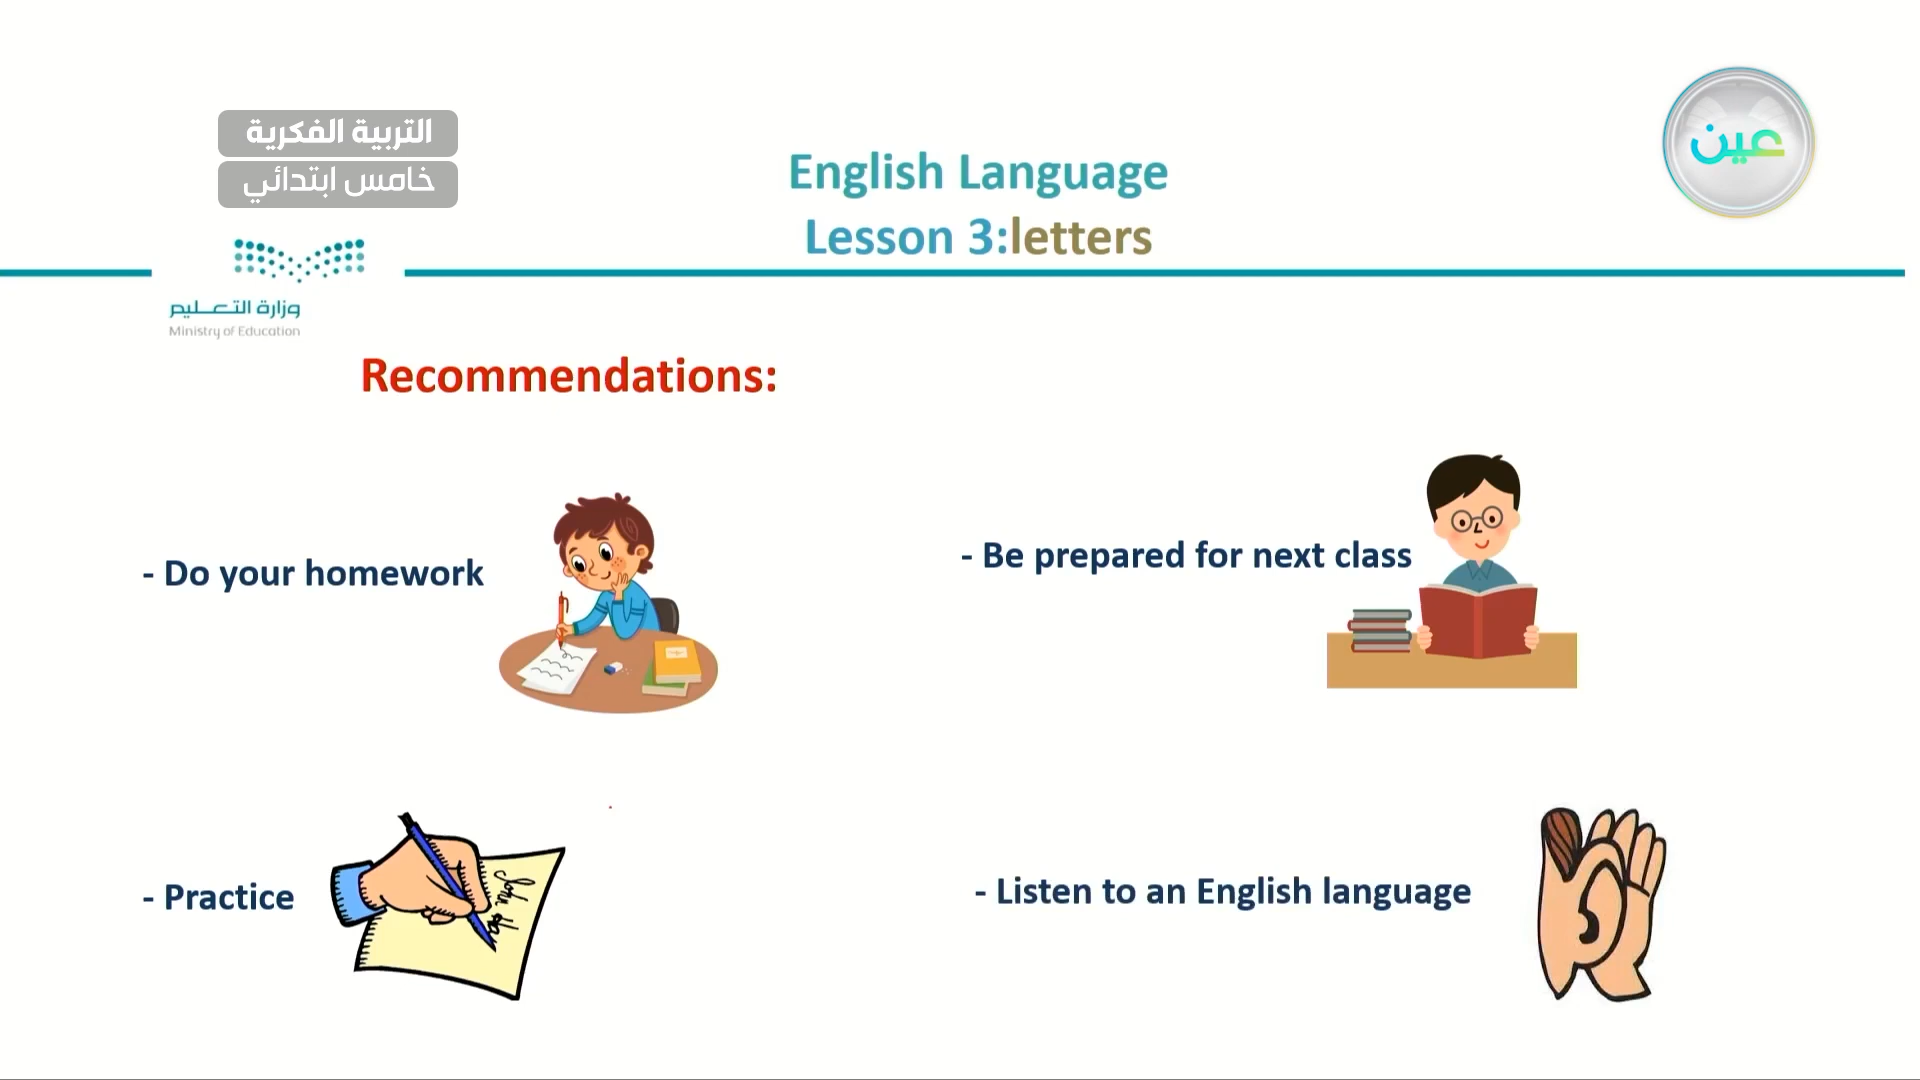 التربية الفكرية
خامس ابتدائي
عين
English Language
Lesson 3:letters
وزارة التعليم
Ministry of Education
Recommendations:
- Do your homework
- Be prepared for next class
- Practice
- Listen to an English language